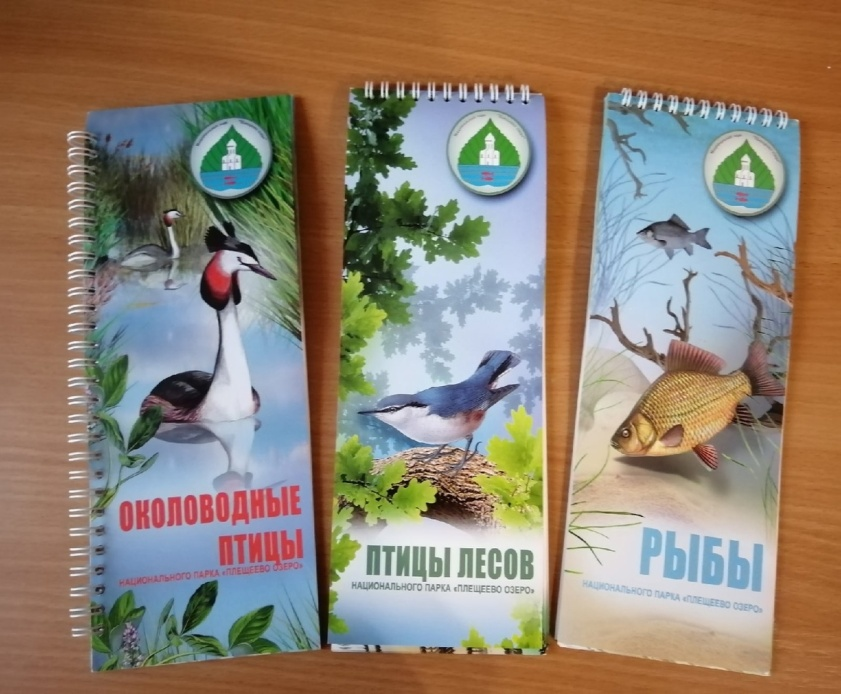 ОКОЛОВОДНЫЕ
ПТИЦЫ
НАЦИОНАЛЬНОГО ПАРКА «ПЛЕЩЕЕВО ОЗЕРО»
ПТИЦЫ ЛЕСОВ
НАЦИОНАЛЬНОГО ПАРКА «ПЛЕЩЕЕВО ОЗЕРО»
РЫБЫ
НАЦИОНАЛЬНОГО ПАРКА «ПЛЕЩЕЕВО ОЗЕРО»